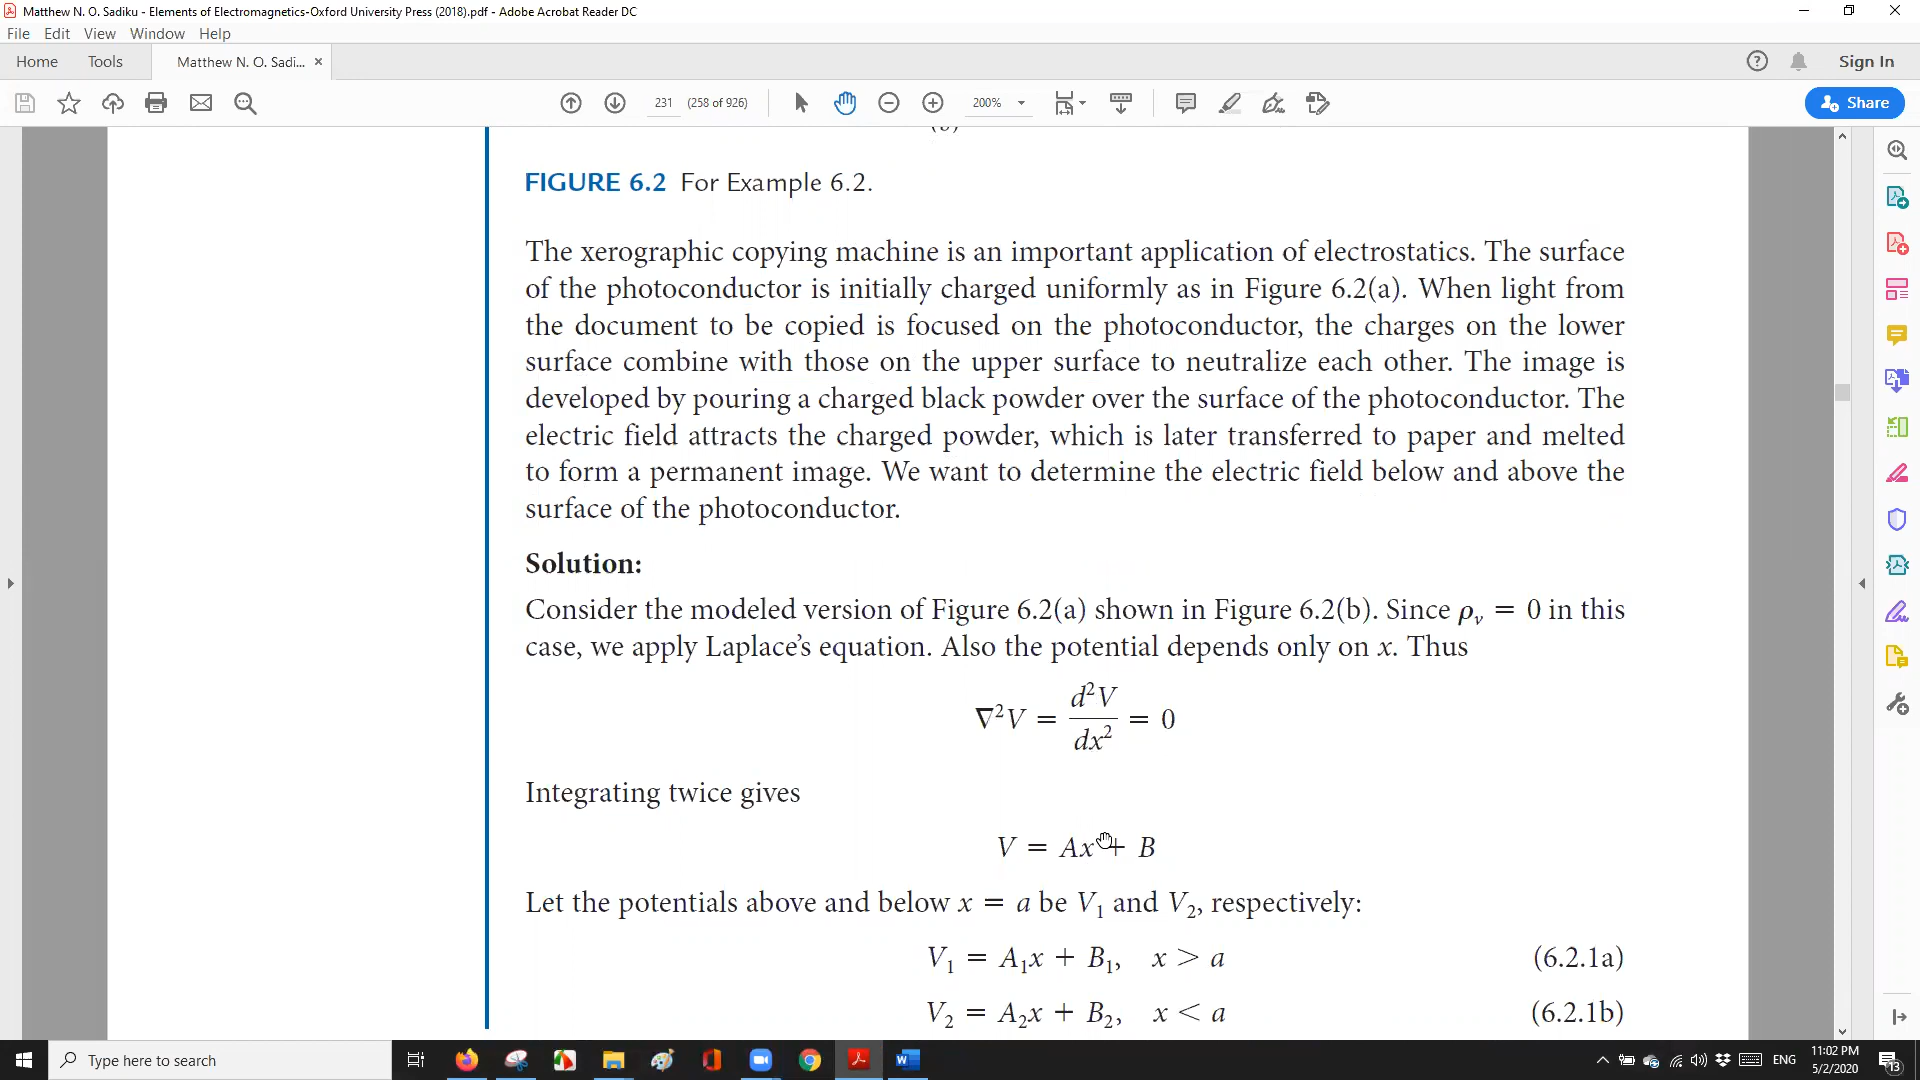 Matthew N. O. Sadiku - Elements of Electromagnetics-Oxford University Press (2018).pdf - Adobe Acrobat Reader DC
File Edit View Window Help
Home Tools Matthew N. O. Sadi... × Sign In
231 (258 of 926) 200% Share
FIGURE 6.2 For Example 6.2.
The xerographic copying machine is an important application of electrostatics. The surface
of the photoconductor is initially charged uniformly as in Figure 6.2(a). When light from
the document to be copied is focused on the photoconductor, the charges on the lower
surface combine with those on the upper surface to neutralize each other. The image is
developed by pouring a charged black powder over the surface of the photoconductor. The
electric field attracts the charged powder, which is later transferred to paper and melted
to form a permanent image. We want to determine the electric field below and above the
surface of the photoconductor.
Solution:
Consider the modeled version of Figure 6.2(a) shown in Figure 6.2(b). Since ρᵥ = 0 in this
case, we apply Laplace’s equation. Also the potential depends only on x. Thus
∇²V = d²V/dx² = 0
Integrating twice gives
V = Ax + B
Let the potentials above and below x = a be V₁ and V₂, respectively:
V₁ = A₁x + B₁, x > a (6.2.1a)
V₂ = A₂x + B₂, x < a (6.2.1b)
Type here to search
ENG
11:02 PM
5/2/2020
13